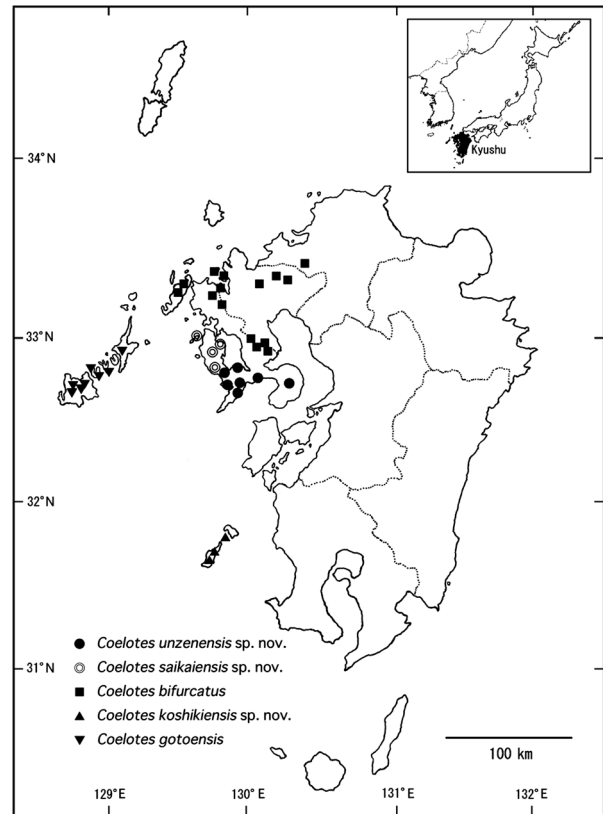 Kyushu
34°N
33°N
32°N
31°N
Coelotes unzenensis sp. nov.
Coelotes saikaiensis sp. nov.
Coelotes bifurcatus
Coelotes koshikiensis sp. nov.
Coelotes gotoensis
100 km
129°E 130°E 131°E 132°E